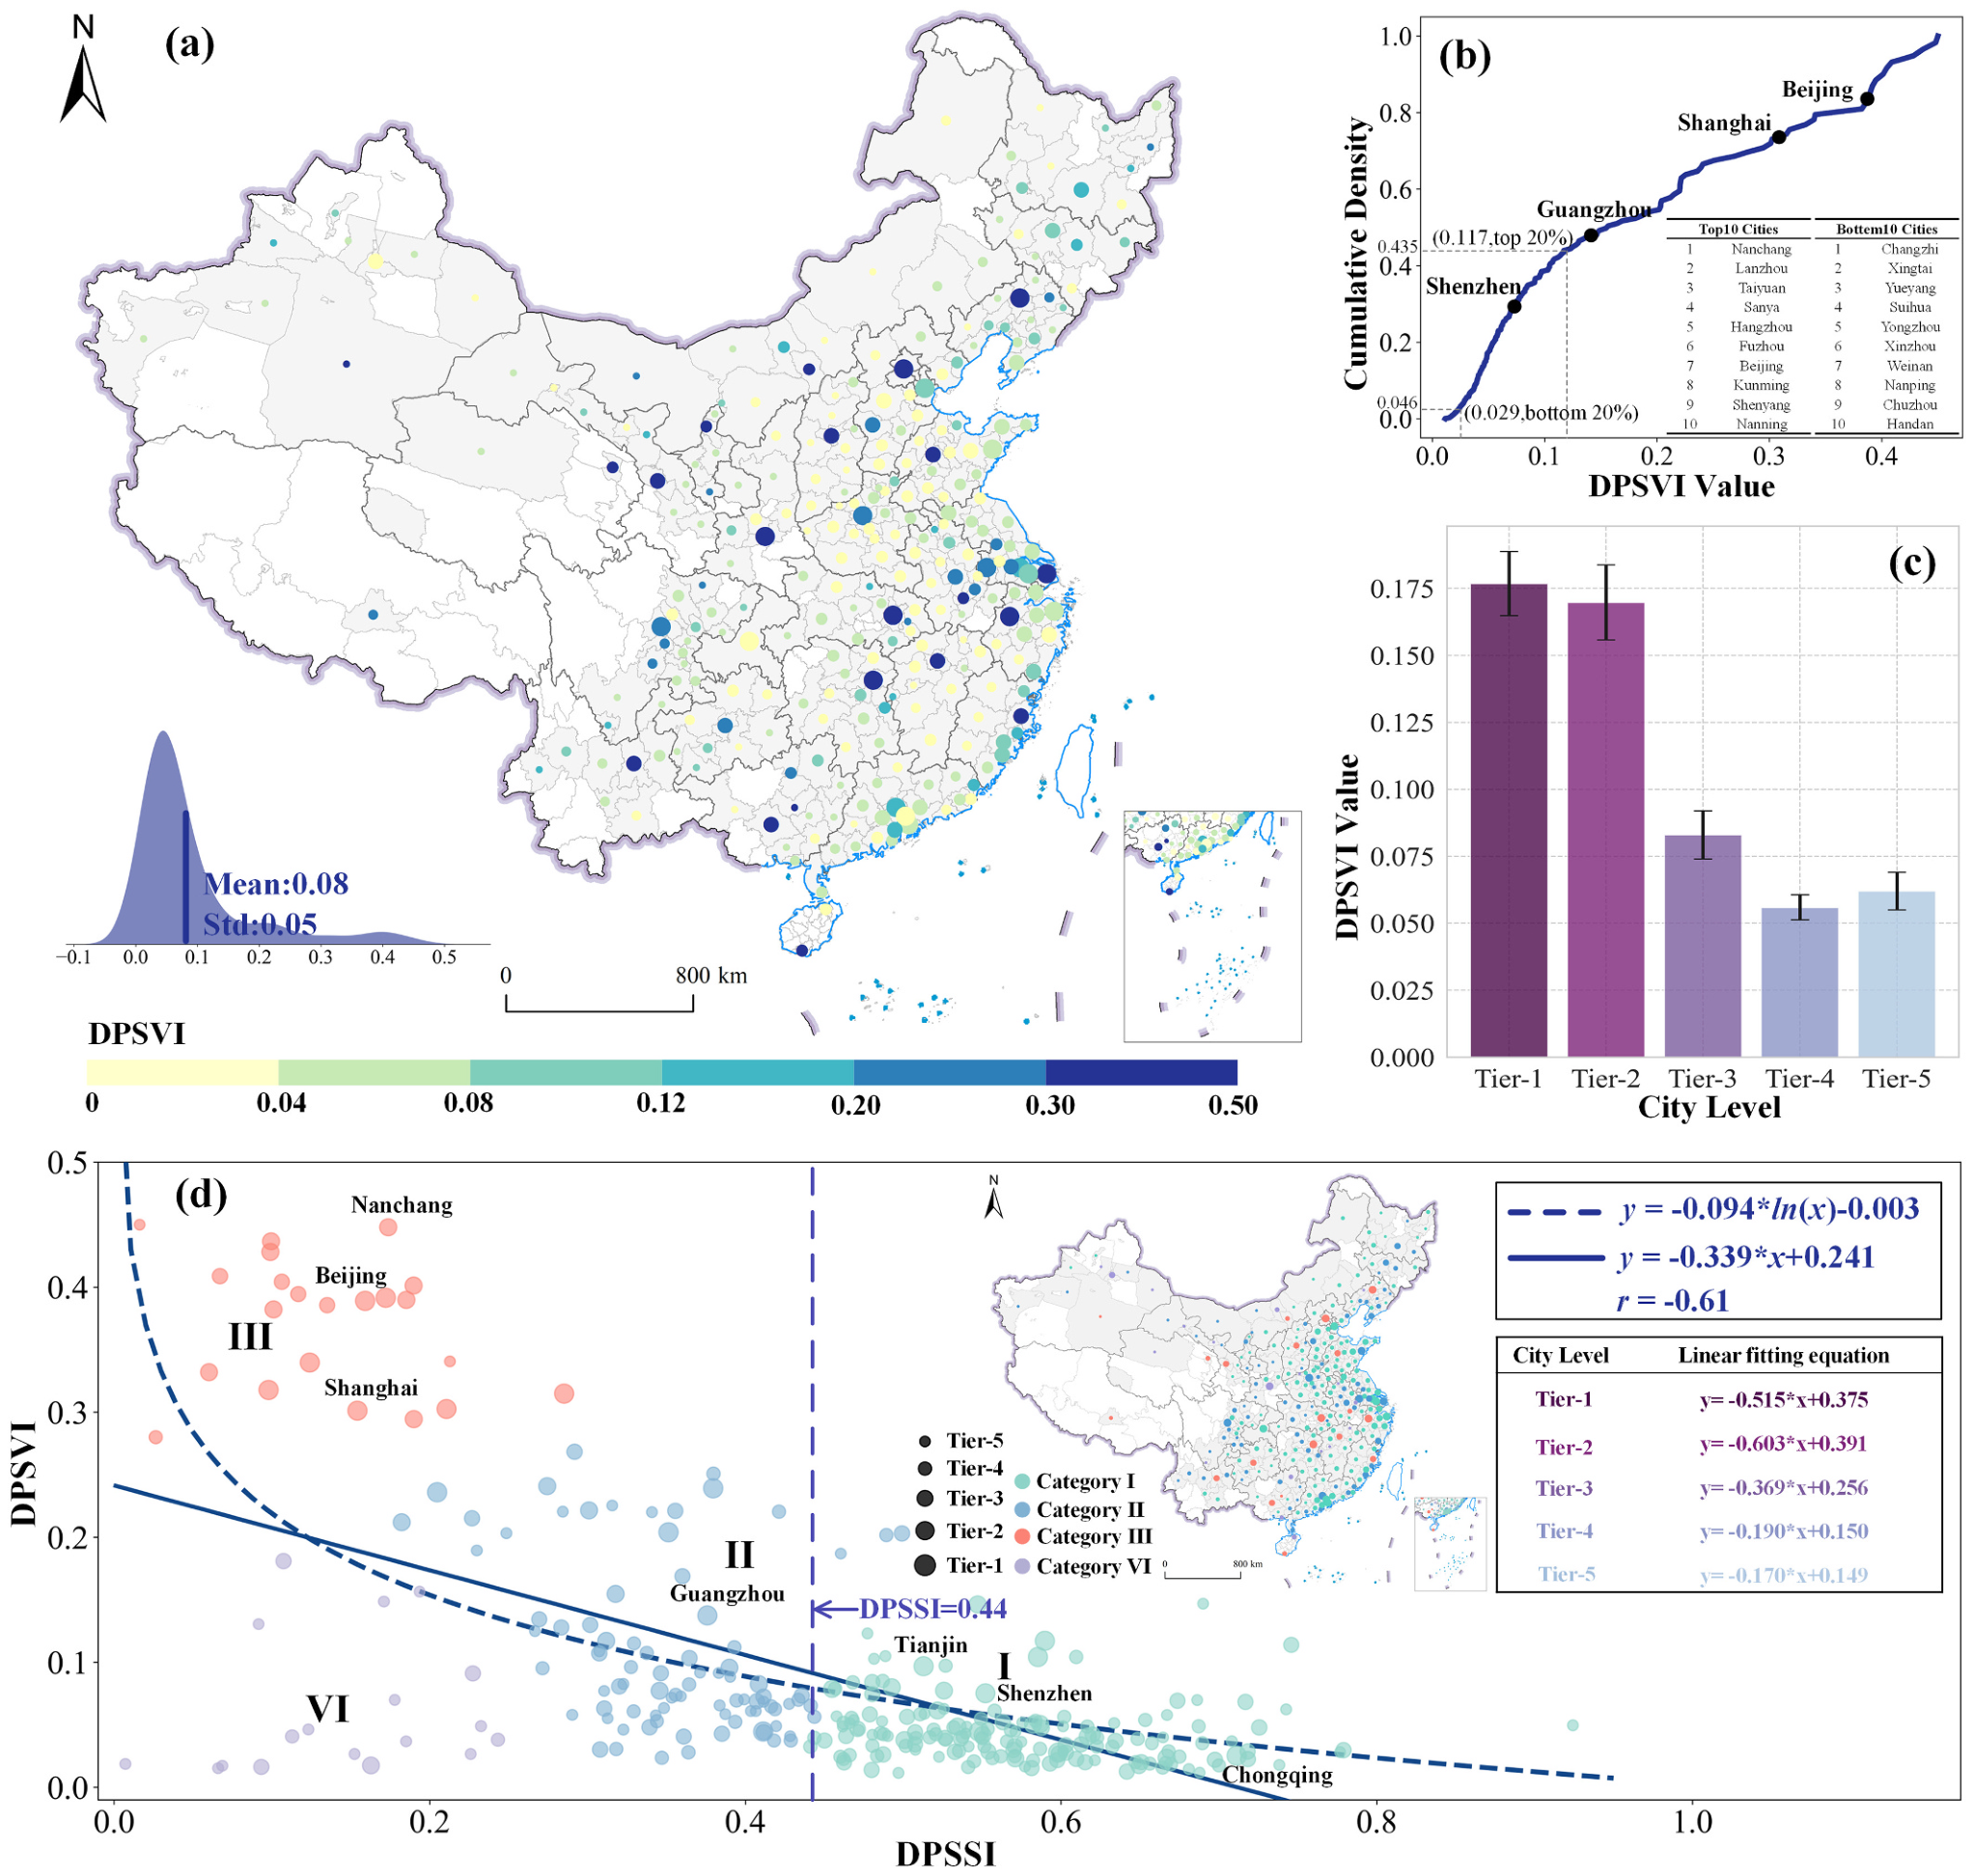 N
(a)
Mean:0.08
Std:0.05
−0.1 0.0 0.1 0.2 0.3 0.4 0.5
0 800 km
DPSVI
0 0.04 0.08 0.12 0.20 0.30 0.50
(b)
Cumulative Density
1.0
0.8
0.6
0.435
0.4
0.2
0.046
0.0
Beijing
Shanghai
Guangzhou
(0.117,top 20%)
Shenzhen
(0.029,bottom 20%)
Top10 Cities Bottem10 Cities
1 Nanchang 1 Changzhi
2 Lanzhou 2 Xingtai
3 Taiyuan 3 Yueyang
4 Sanya 4 Suihua
5 Hangzhou 5 Yongzhou
6 Fuzhou 6 Xinzhou
7 Beijing 7 Weinan
8 Kunming 8 Nanping
9 Shenyang 9 Chuzhou
10 Nanning 10 Handan
0.0 0.1 0.2 0.3 0.4
DPSVI Value
(c)
DPSVI Value
0.175
0.150
0.125
0.100
0.075
0.050
0.025
0.000
Tier-1 Tier-2 Tier-3 Tier-4 Tier-5
City Level
(d)
DPSVI
0.5
0.4
0.3
0.2
0.1
0.0
Nanchang
Beijing
III
Shanghai
II
Guangzhou
VI
DPSSI=0.44
Tianjin
I
Shenzhen
Chongqing
N
0 800 km
Tier-5
Tier-4
Tier-3
Tier-2
Tier-1
Category I
Category II
Category III
Category VI
y = -0.094*ln(x)-0.003
y = -0.339*x+0.241
r = -0.61
City Level Linear fitting equation
Tier-1 y= -0.515*x+0.375
Tier-2 y= -0.603*x+0.391
Tier-3 y= -0.369*x+0.256
Tier-4 y= -0.190*x+0.150
Tier-5 y= -0.170*x+0.149
0.0 0.2 0.4 0.6 0.8 1.0
DPSSI